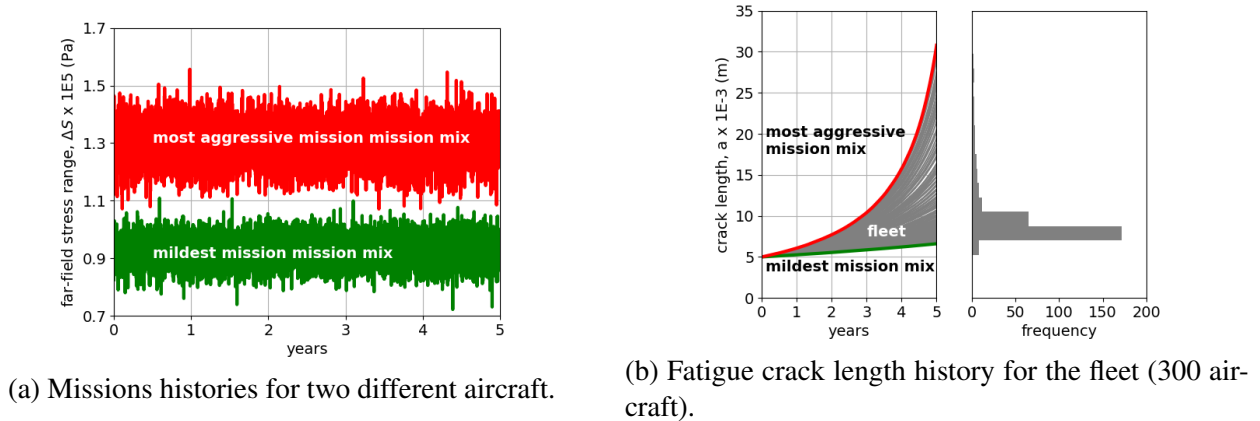 1.7
1.5
1.3
1.1
0.9
0.7
far-field stress range, ΔS x 1E5 (Pa)
most aggressive mission mission mix
mildest mission mission mix
0 1 2 3 4 5
years
(a) Missions histories for two different aircraft.
35
30
25
20
15
10
5
0
crack length, a x 1E-3 (m)
most aggressive
mission mix
fleet
mildest mission mix
0 1 2 3 4 5
years
0 50 100 150 200
frequency
(b) Fatigue crack length history for the fleet (300 air-
craft).